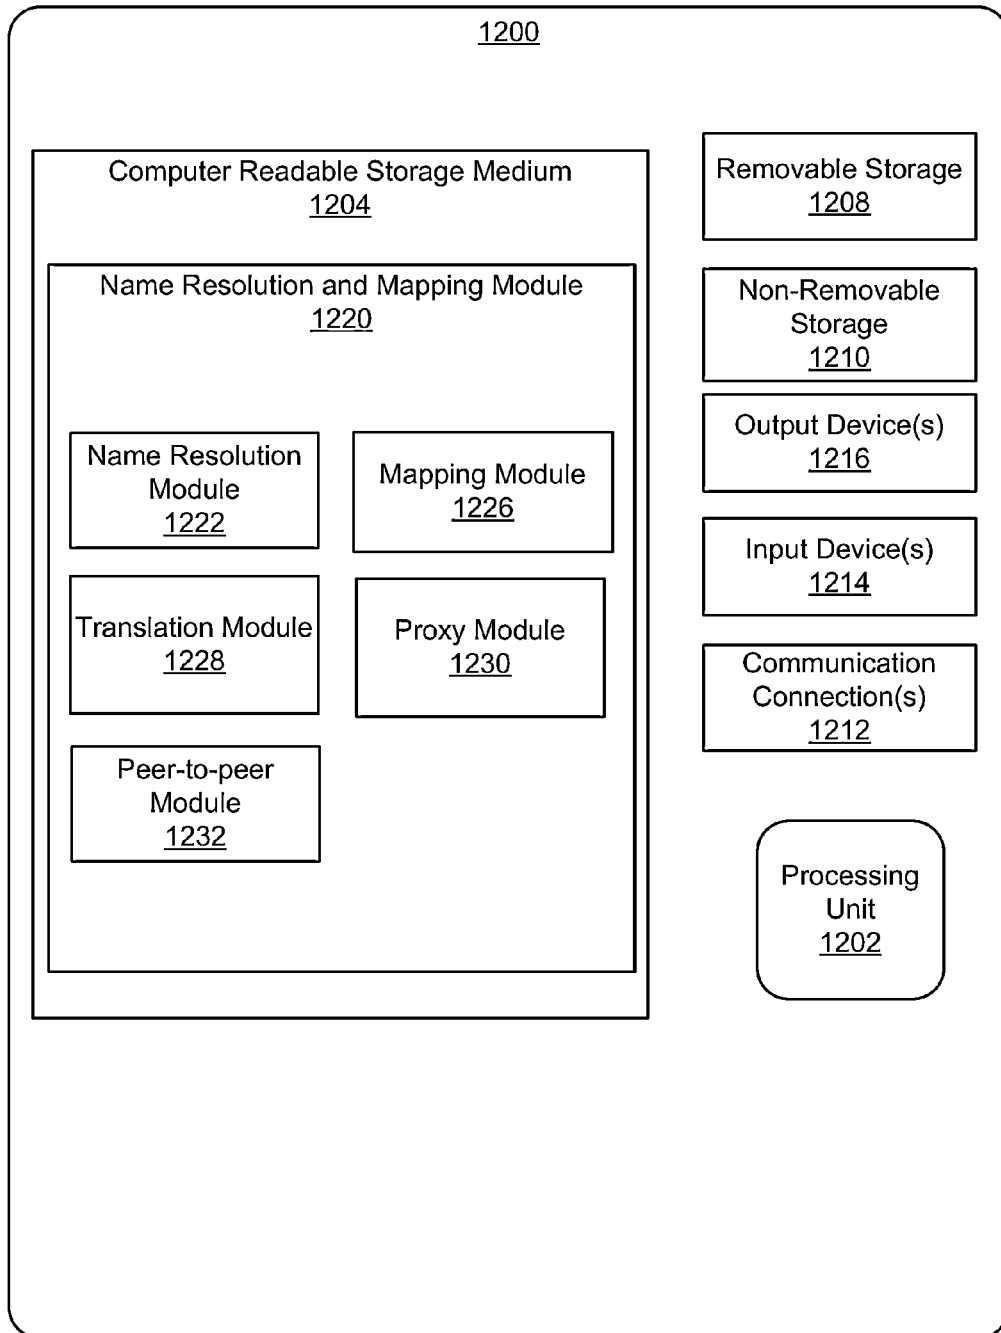 1200
Computer Readable Storage Medium
1204
Name Resolution and Mapping Module
1220
Name Resolution
Module
1222
Mapping Module
1226
Translation Module
1228
Proxy Module
1230
Peer-to-peer
Module
1232
Removable Storage
1208
Non-Removable
Storage
1210
Output Device(s)
1216
Input Device(s)
1214
Communication
Connection(s)
1212
Processing
Unit
1202